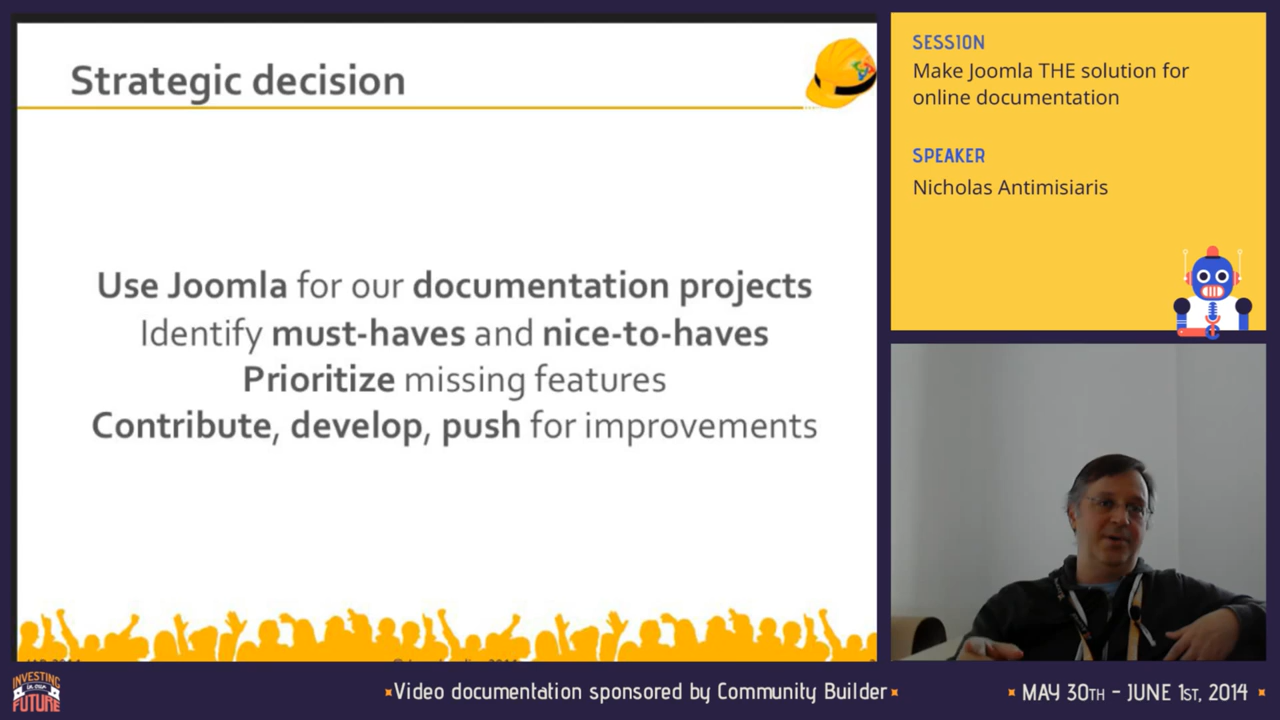 Strategic decision
Use Joomla for our documentation projects
Identify must-haves and nice-to-haves
Prioritize missing features
Contribute, develop, push for improvements
SESSION
Make Joomla THE solution for
online documentation
SPEAKER
Nicholas Antimisiaris
INVESTING
IN OUR
FUTURE
Video documentation sponsored by Community Builder
MAY 30TH - JUNE 1ST, 2014